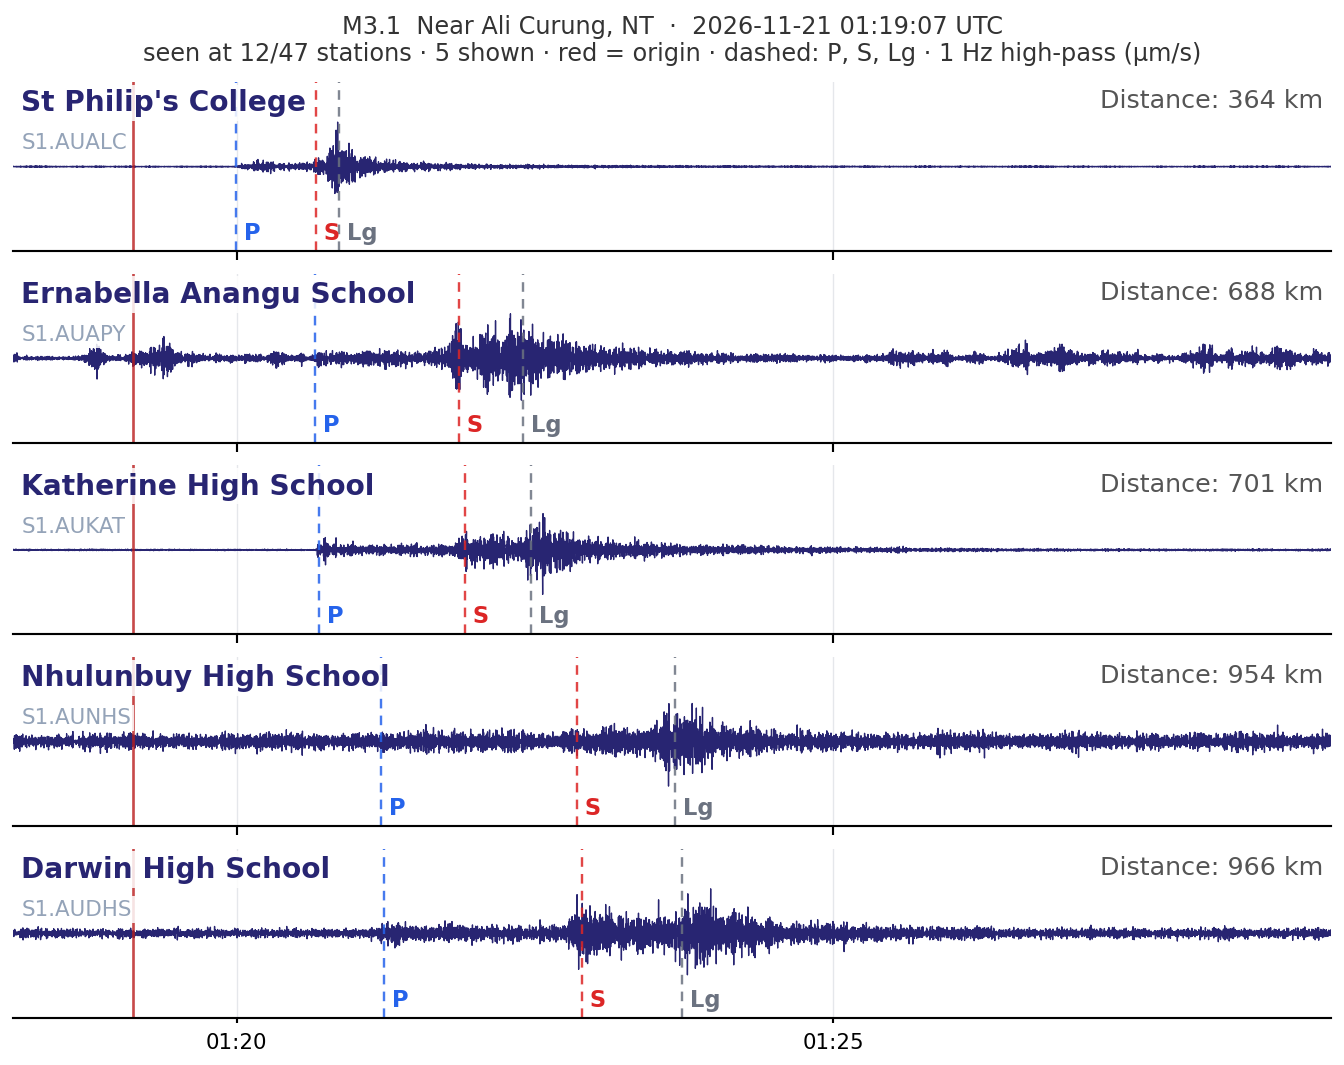 M3.1  Near Ali Curung, NT  ·  2026-11-21 01:19:07 UTC
seen at 12/47 stations · 5 shown · red = origin · dashed: P, S, Lg · 1 Hz high-pass (µm/s)
St Philip's College
Distance: 364 km
S1.AUALC
P
S
Lg
Ernabella Anangu School
Distance: 688 km
S1.AUAPY
P
S
Lg
Katherine High School
Distance: 701 km
S1.AUKAT
P
S
Lg
Nhulunbuy High School
Distance: 954 km
S1.AUNHS
P
S
Lg
Darwin High School
Distance: 966 km
S1.AUDHS
P
S
Lg
01:20
01:25